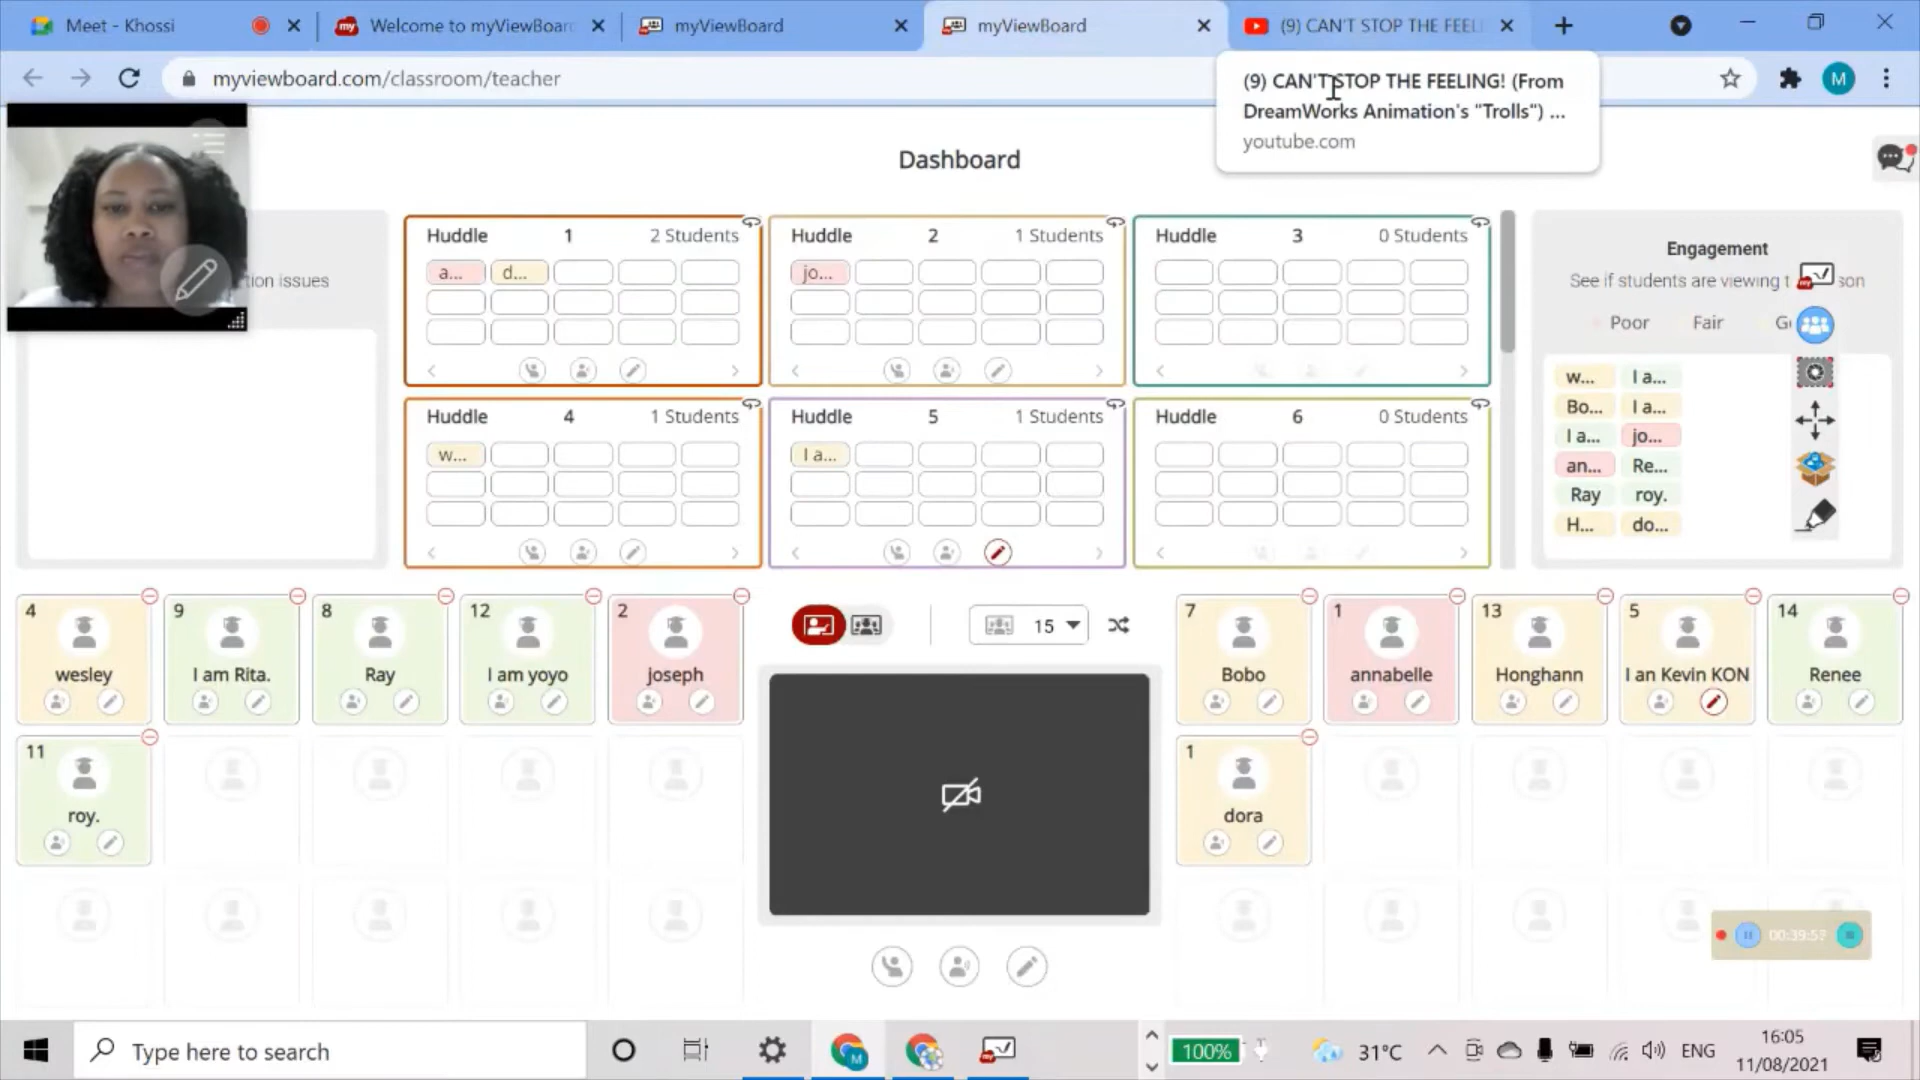 Meet - Khossi
Welcome to myViewBoard
myViewBoard
myViewBoard
(9) CAN'T STOP THE FEEL
myviewboard.com/classroom/teacher
M
(9) CAN'T STOP THE FEELING! (From
DreamWorks Animation's "Trolls") ...
youtube.com
Dashboard
tion issues
Huddle 1 2 Students
a... d...
Huddle 2 1 Students
jo...
Huddle 3 0 Students
Huddle 4 1 Students
w...
Huddle 5 1 Students
I a...
Huddle 6 0 Students
Engagement
See if students are viewing t son
Poor Fair G
w... I a...
Bo... I a...
I a... jo...
an... Re...
Ray roy.
H... do...
4
wesley
9
I am Rita.
8
Ray
12
I am yoyo
2
joseph
15
7
Bobo
1
annabelle
13
Honghann
5
I an Kevin KON
14
Renee
11
roy.
1
dora
00:39:5
Type here to search
M
my
100%
31°C
ENG
16:05
11/08/2021